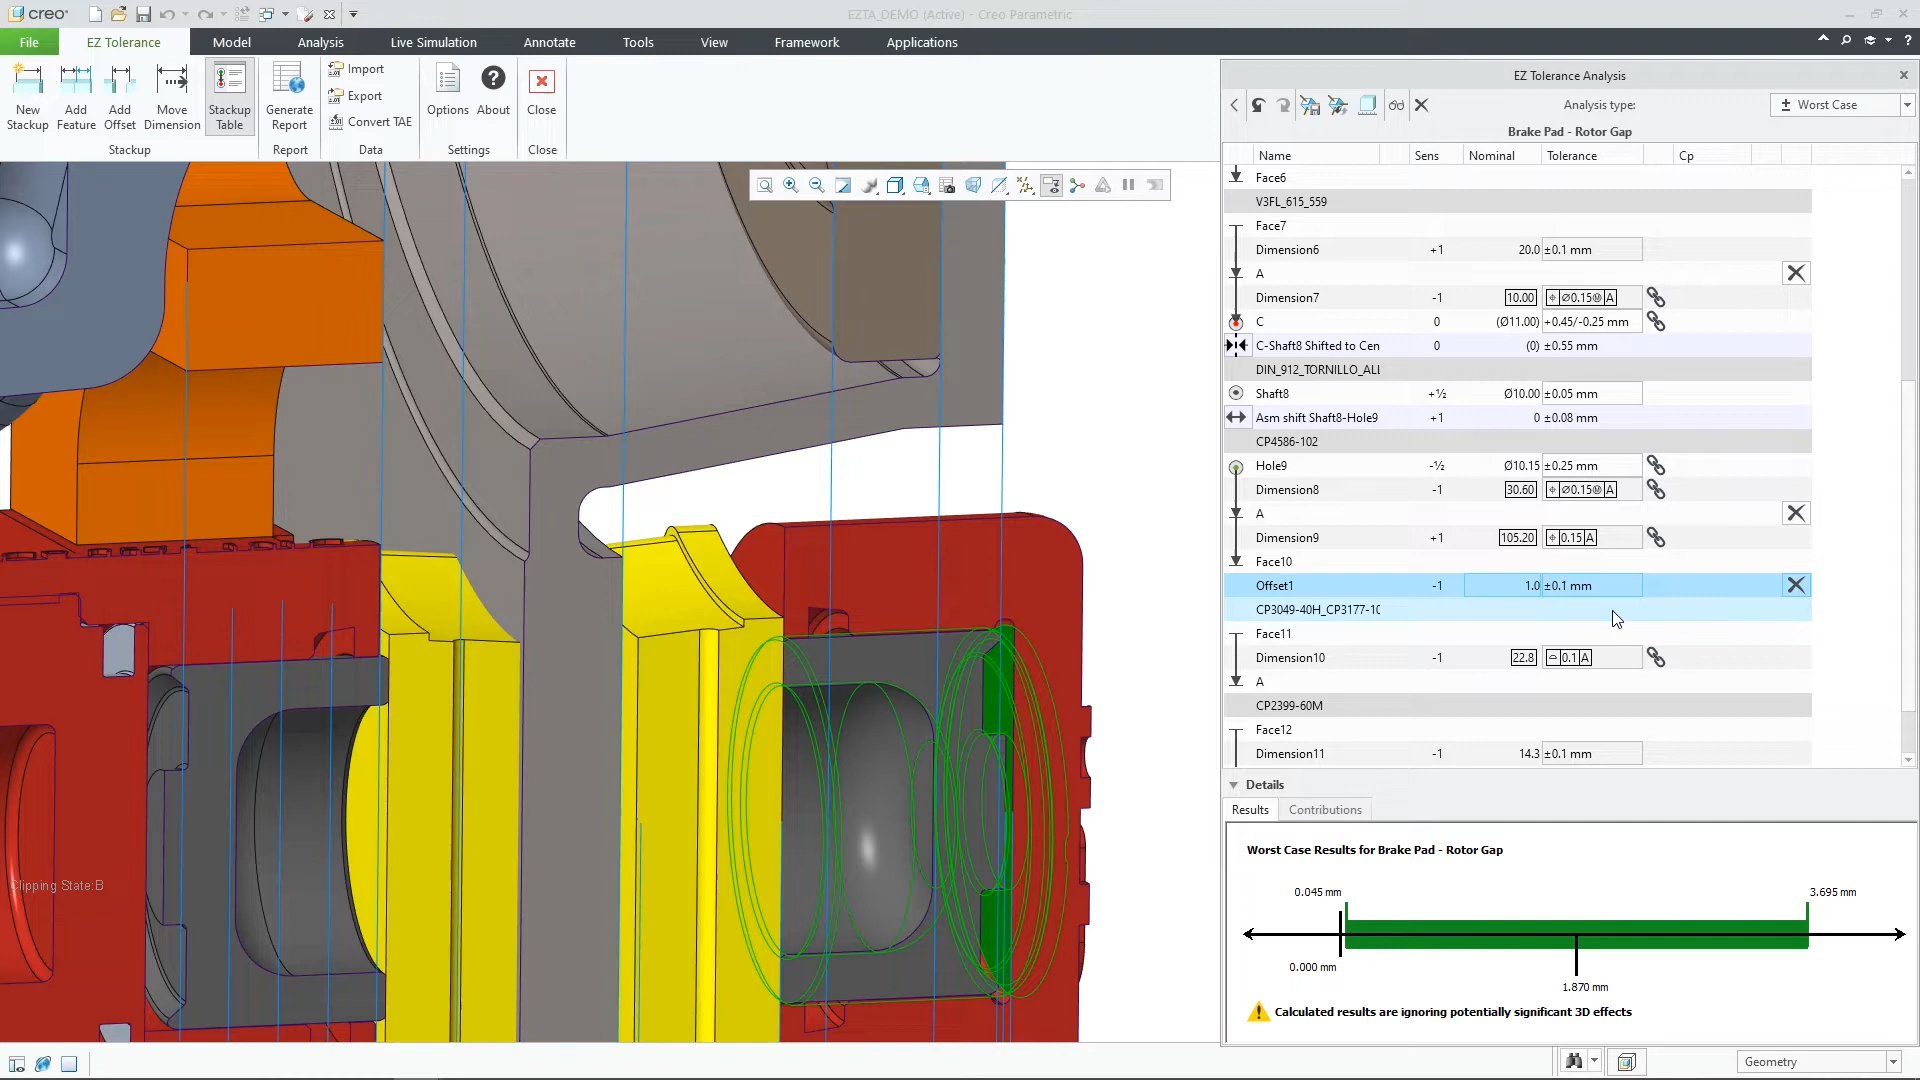 creo
EZTA_DEMO (Active) - Creo Parametric
File
EZ Tolerance
Model
Analysis
Live Simulation
Annotate
Tools
View
Framework
Applications
New Stackup
Add Feature
Add Offset
Move Dimension
Stackup Table
Generate Report
Import
Export
Convert TAE
Options
About
Close
Stackup
Report
Data
Settings
Close
Clipping State:B
EZ Tolerance Analysis
Analysis type:
± Worst Case
Brake Pad - Rotor Gap
Name Sens Nominal Tolerance Cp
Face6
V3FL_615_559
Face7
Dimension6 +1 20.0 ±0.1 mm
A
Dimension7 -1 10.00 ⌖ ⌀0.15Ⓜ A
C 0 (Ø11.00) +0.45/-0.25 mm
C-Shaft8 Shifted to Cen 0 (0) ±0.55 mm
DIN_912_TORNILLO_ALL
Shaft8 +½ Ø10.00 ±0.05 mm
Asm shift Shaft8-Hole9 +1 0 ±0.08 mm
CP4586-102
Hole9 -½ Ø10.15 ±0.25 mm
Dimension8 -1 30.60 ⌖ ⌀0.15Ⓜ A
A
Dimension9 +1 105.20 ⌖ 0.15 A
Face10
Offset1 -1 1.0 ±0.1 mm
CP3049-40H_CP3177-10
Face11
Dimension10 -1 22.8 ⌓ 0.1 A
A
CP2399-60M
Face12
Dimension11 -1 14.3 ±0.1 mm
Details
Results
Contributions
Worst Case Results for Brake Pad - Rotor Gap
0.045 mm
3.695 mm
0.000 mm
1.870 mm
Calculated results are ignoring potentially significant 3D effects
Geometry